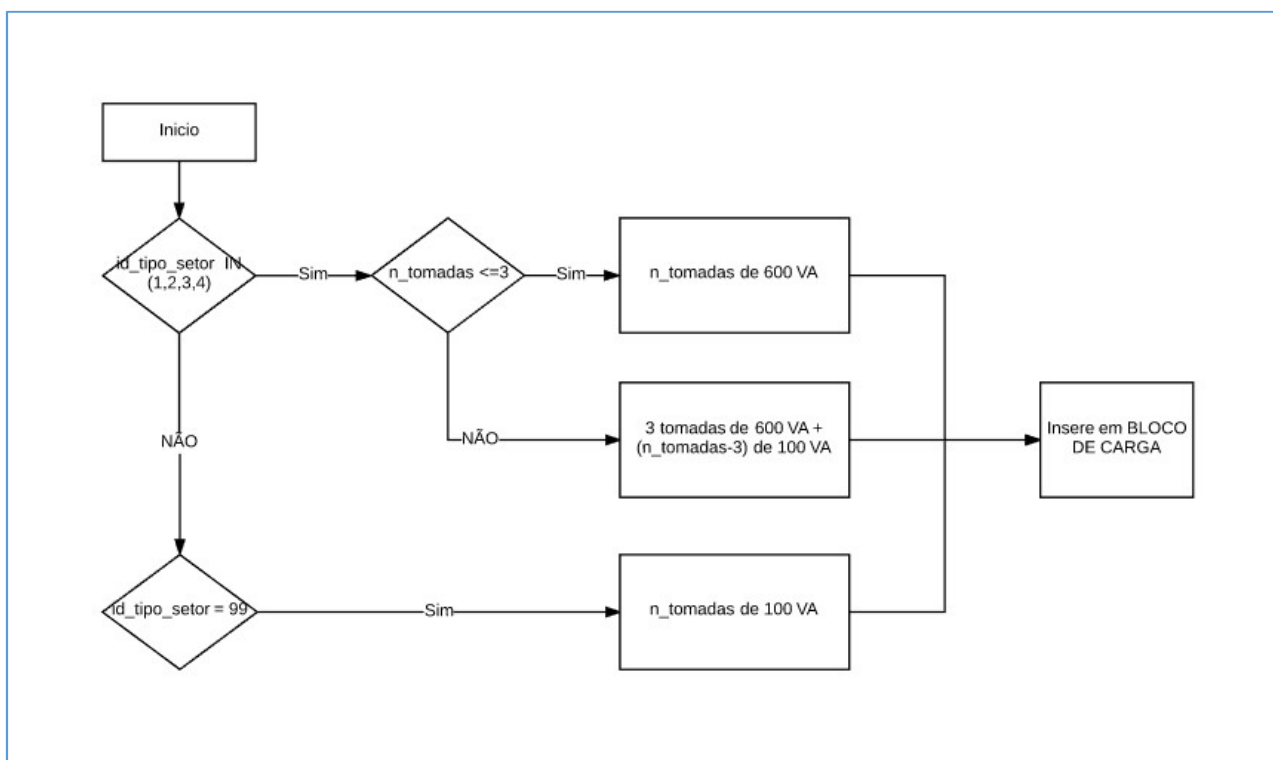 Inicio
id_tipo_setor IN
(1,2,3,4)
Sim
n_tomadas <=3
Sim
n_tomadas de 600 VA
NÃO
3 tomadas de 600 VA +
(n_tomadas-3) de 100 VA
Insere em BLOCO
DE CARGA
NÃO
id_tipo_setor = 99
Sim
n_tomadas de 100 VA